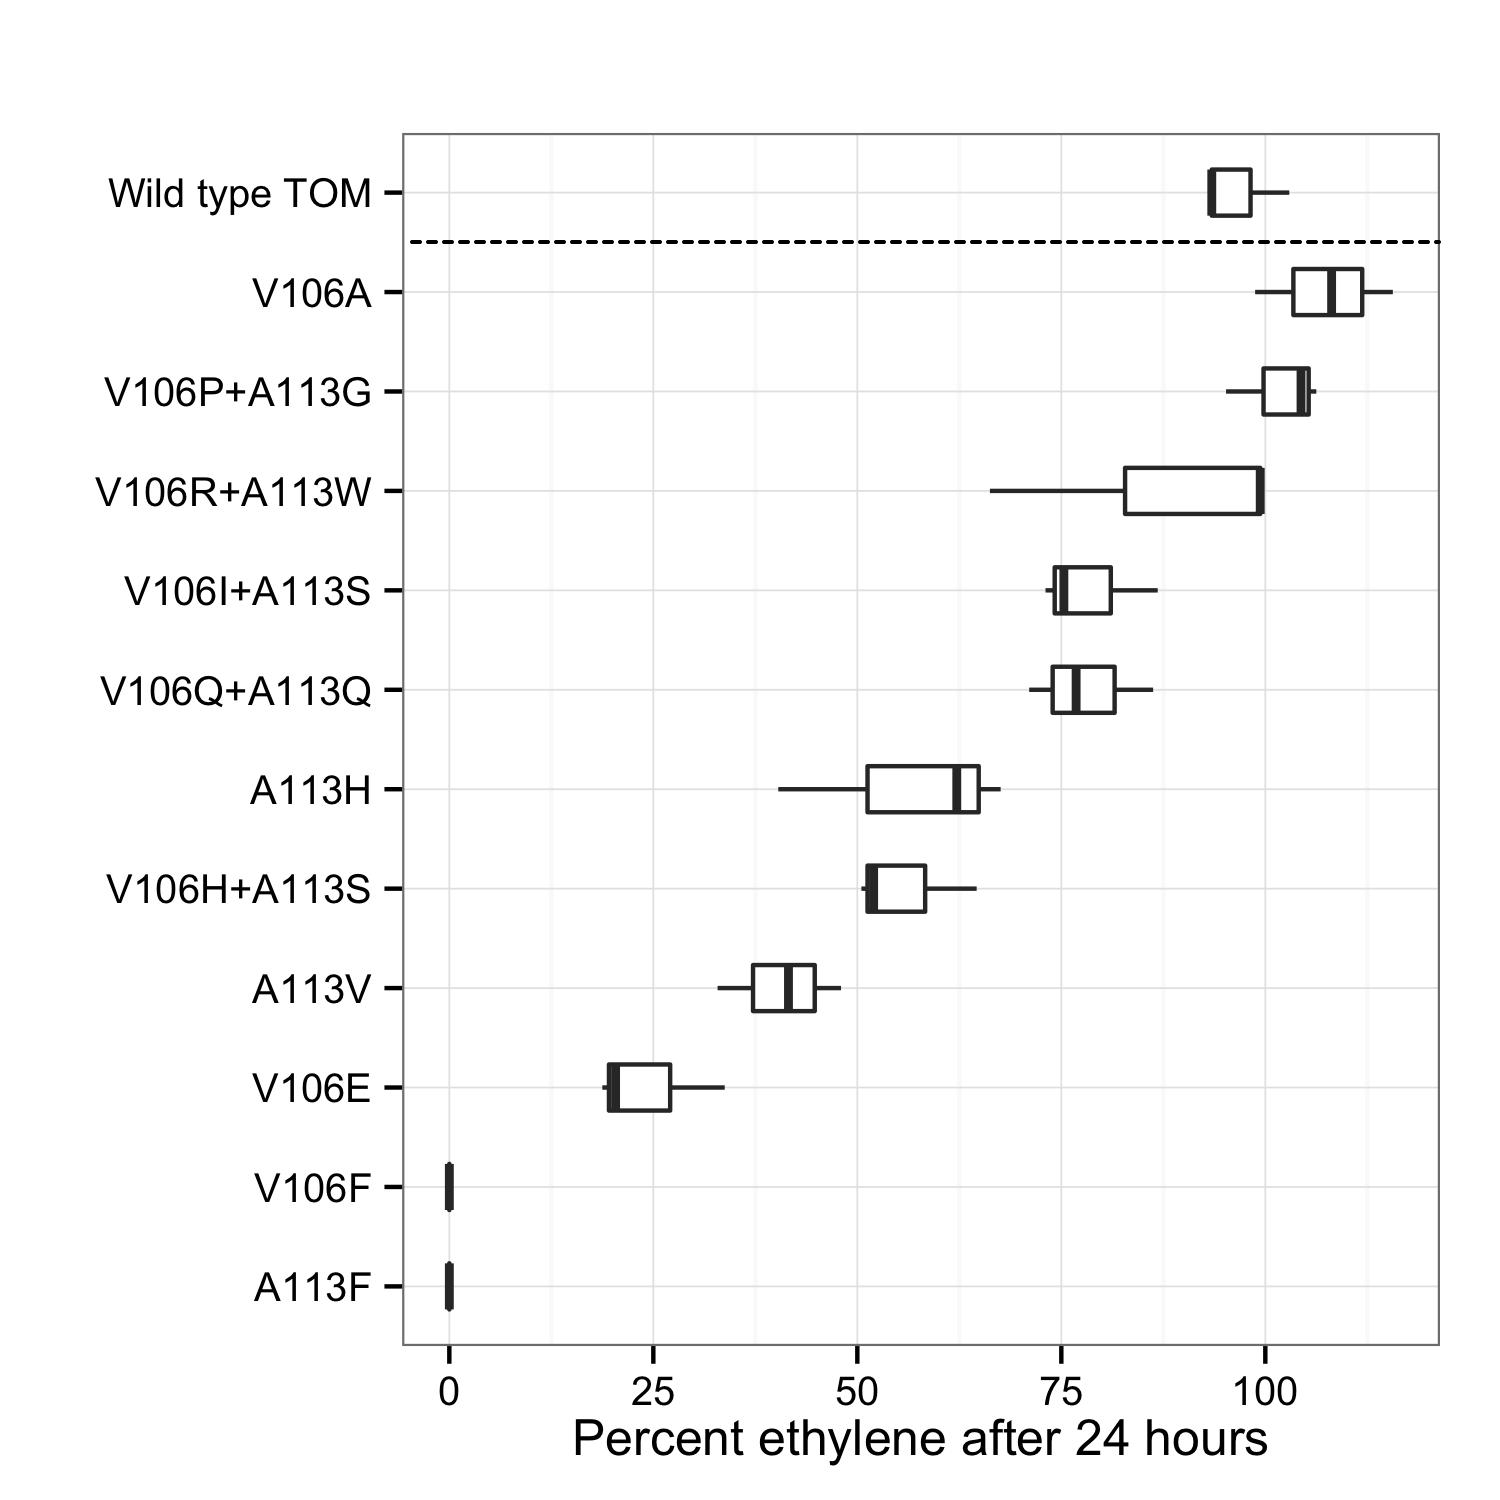 Wild type TOM
V106A
V106P+A113G
V106R+A113W
V106I+A113S
V106Q+A113Q
A113H
V106H+A113S
A113V
V106E
V106F
A113F
0 25 50 75 100
Percent ethylene after 24 hours